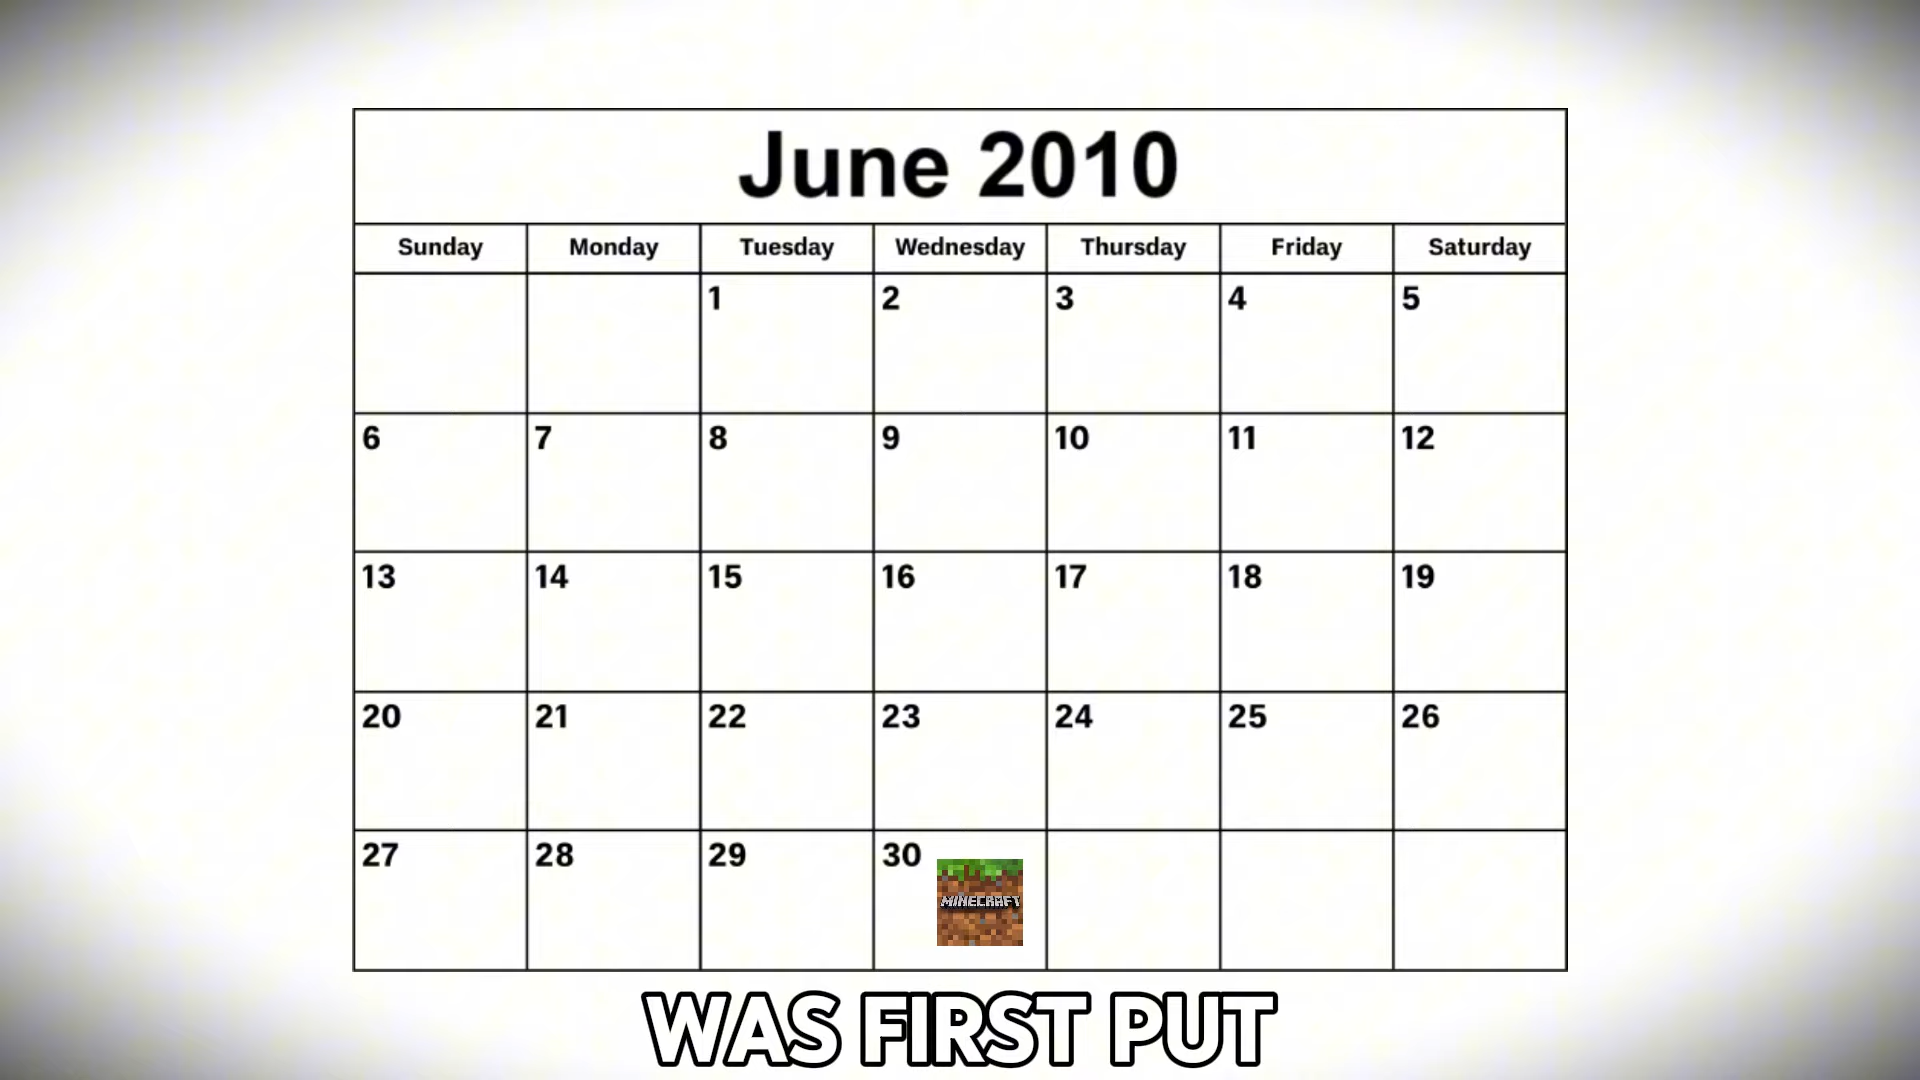 June 2010
Sunday Monday Tuesday Wednesday Thursday Friday Saturday
1 2 3 4 5
6 7 8 9 10 11 12
13 14 15 16 17 18 19
20 21 22 23 24 25 26
27 28 29 30
MINECRAFT
WAS FIRST PUT